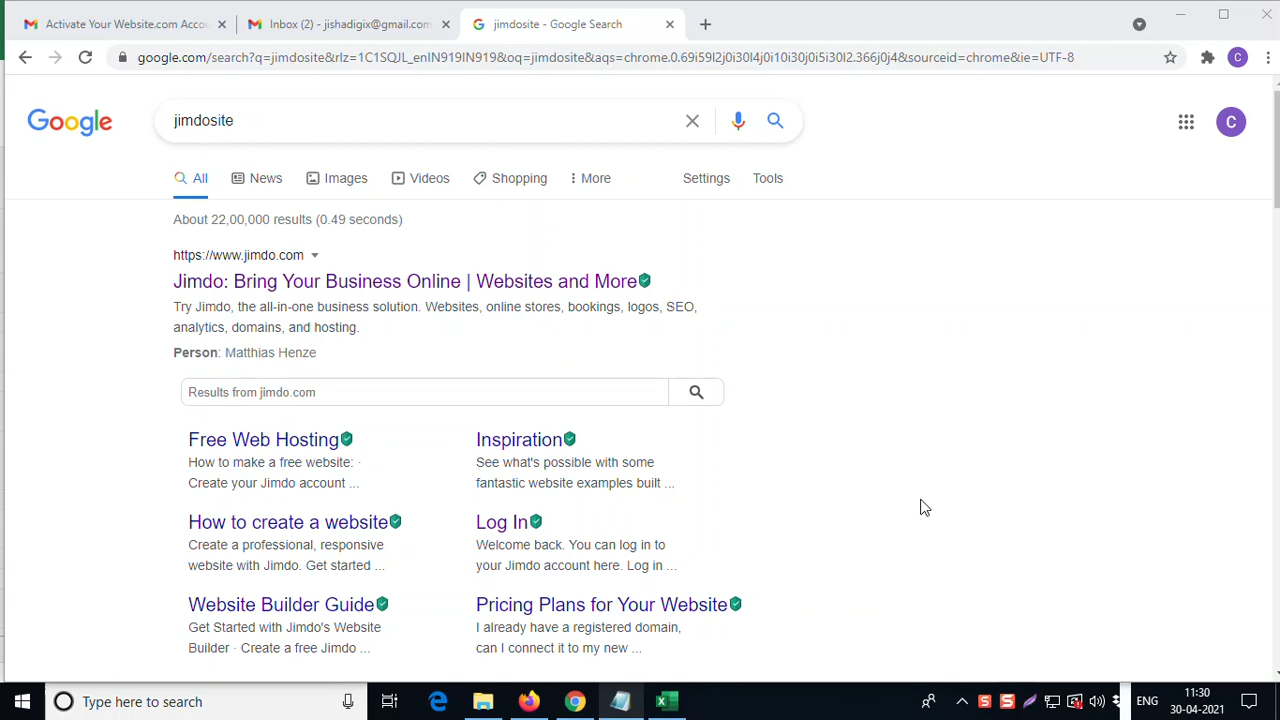 Activate Your Website.com Accou
Inbox (2) - jishadigix@gmail.com
jimdosite - Google Search
google.com/search?q=jimdosite&rlz=1C1SQJL_enIN919IN919&oq=jimdosite&aqs=chrome.0.69i59l2j0i30l4j0i10i30j0i5i30l2.366j0j4&sourceid=chrome&ie=UTF-8
C
Google
jimdosite
C
All
News
Images
Videos
Shopping
More
Settings
Tools
About 22,00,000 results (0.49 seconds)
https://www.jimdo.com
Jimdo: Bring Your Business Online | Websites and More
Try Jimdo, the all-in-one business solution. Websites, online stores, bookings, logos, SEO,
analytics, domains, and hosting.
Person: Matthias Henze
Results from jimdo.com
Free Web Hosting
How to make a free website: ·
Create your Jimdo account ...
Inspiration
See what's possible with some
fantastic website examples built ...
How to create a website
Create a professional, responsive
website with Jimdo. Get started ...
Log In
Welcome back. You can log in to
your Jimdo account here. Log in ...
Website Builder Guide
Get Started with Jimdo's Website
Builder · Create a free Jimdo ...
Pricing Plans for Your Website
I already have a registered domain,
can I connect it to my new ...
Type here to search
ENG
11:30
30-04-2021